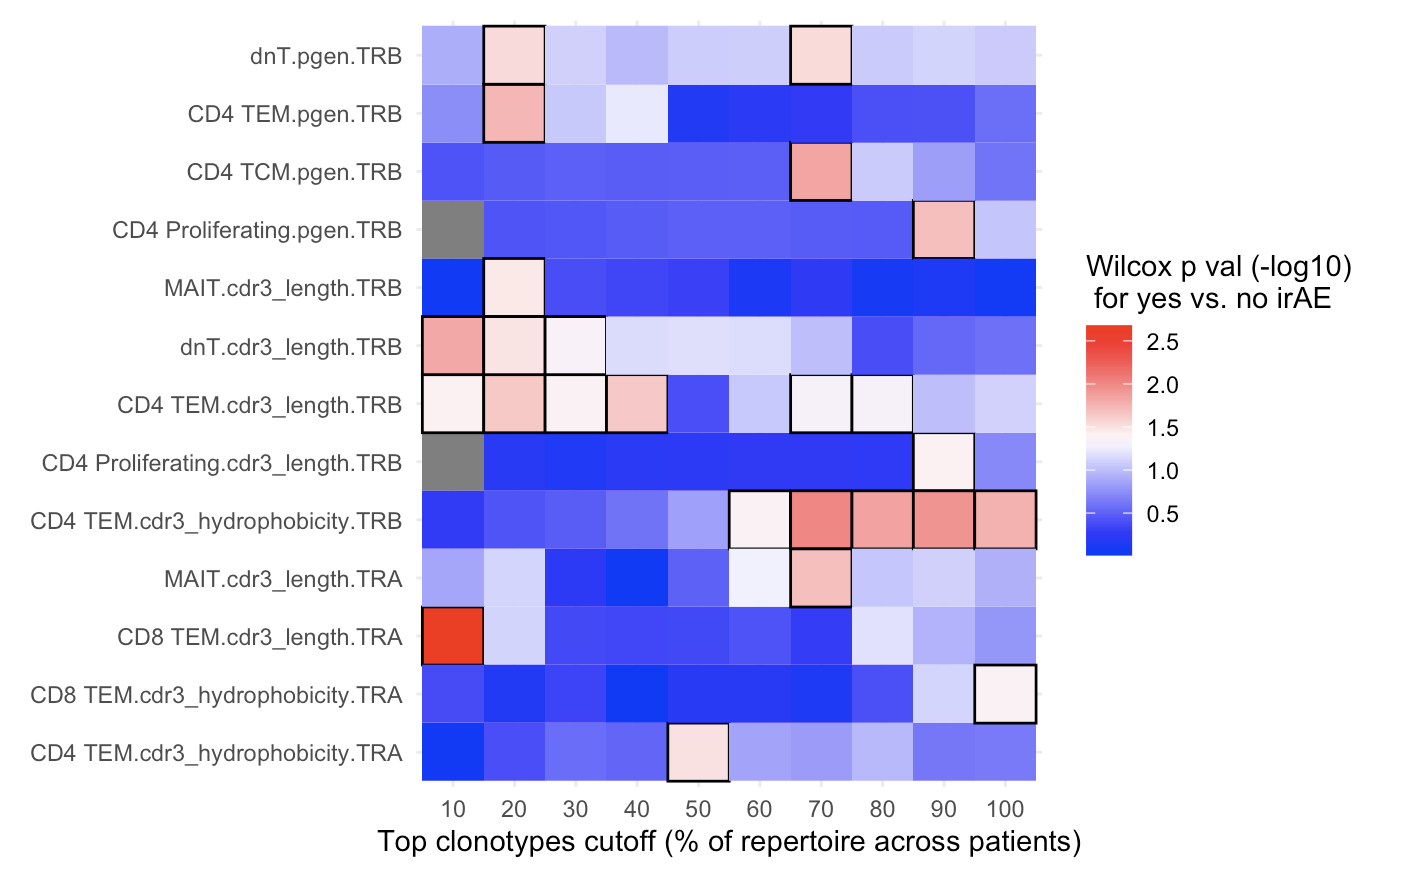 dnT.pgen.TRB
CD4 TEM.pgen.TRB
CD4 TCM.pgen.TRB
CD4 Proliferating.pgen.TRB
MAIT.cdr3_length.TRB
dnT.cdr3_length.TRB
CD4 TEM.cdr3_length.TRB
CD4 Proliferating.cdr3_length.TRB
CD4 TEM.cdr3_hydrophobicity.TRB
MAIT.cdr3_length.TRA
CD8 TEM.cdr3_length.TRA
CD8 TEM.cdr3_hydrophobicity.TRA
CD4 TEM.cdr3_hydrophobicity.TRA
10 20 30 40 50 60 70 80 90 100
Top clonotypes cutoff (% of repertoire across patients)
Wilcox p val (-log10)
for yes vs. no irAE
2.5
2.0
1.5
1.0
0.5